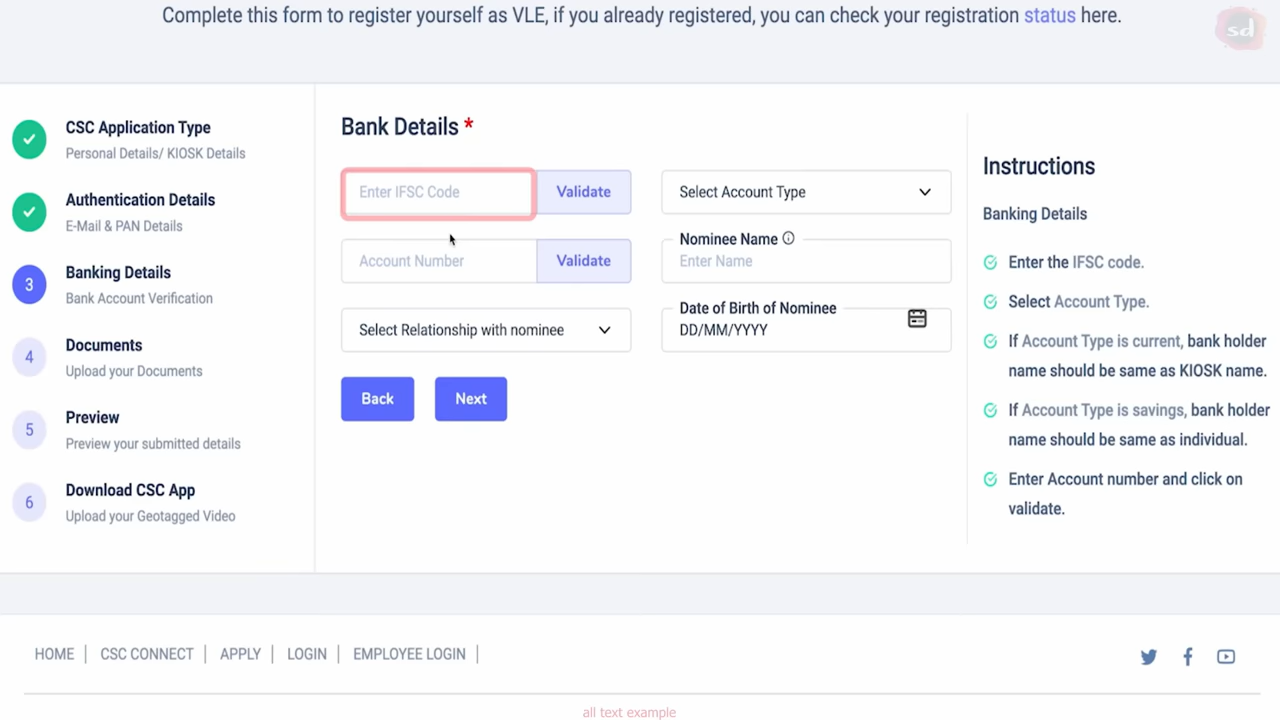 Complete this form to register yourself as VLE, if you already registered, you can check your registration status here.
sd
CSC Application Type
Personal Details/ KIOSK Details
Authentication Details
E-Mail & PAN Details
3
Banking Details
Bank Account Verification
4
Documents
Upload your Documents
5
Preview
Preview your submitted details
6
Download CSC App
Upload your Geotagged Video
Bank Details *
Enter IFSC Code
Validate
Select Account Type
Account Number
Validate
Nominee Name
Enter Name
Select Relationship with nominee
Date of Birth of Nominee
DD/MM/YYYY
Back
Next
Instructions
Banking Details
Enter the IFSC code.
Select Account Type.
If Account Type is current, bank holder
name should be same as KIOSK name.
If Account Type is savings, bank holder
name should be same as individual.
Enter Account number and click on
validate.
HOME | CSC CONNECT | APPLY | LOGIN | EMPLOYEE LOGIN |
all text example